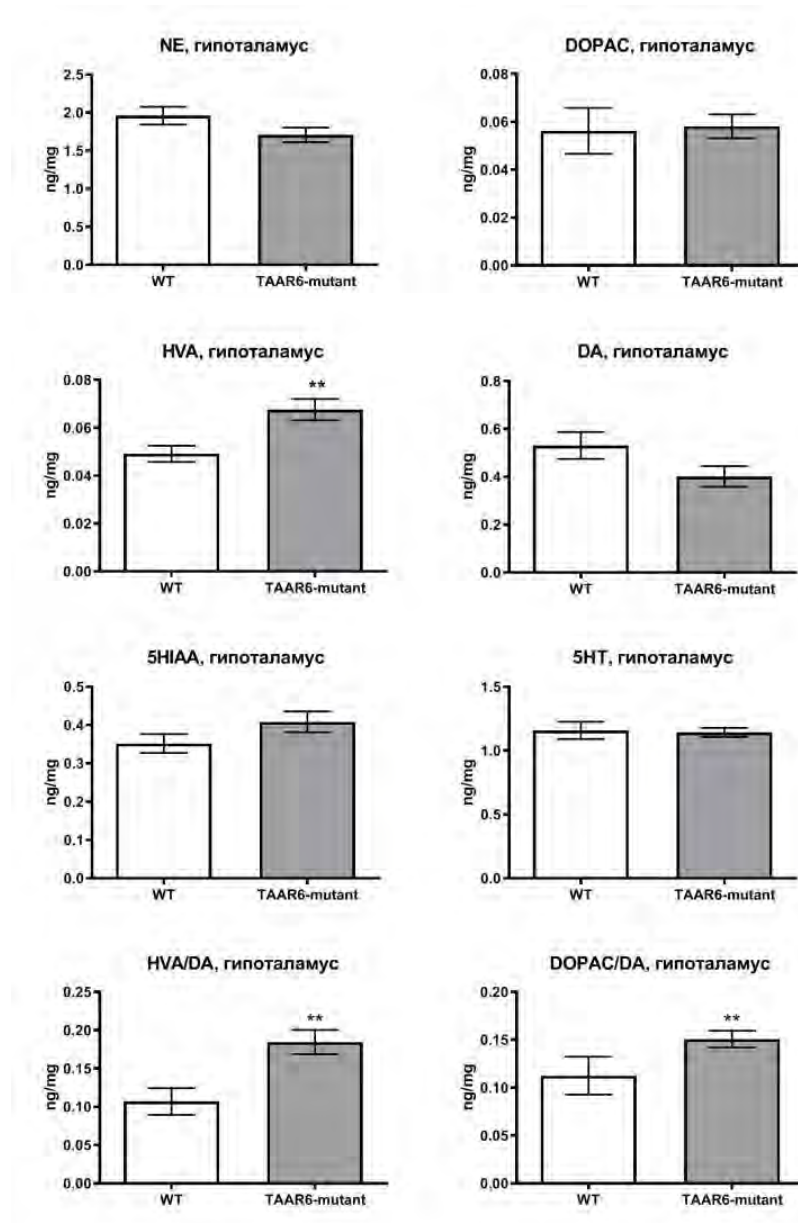 NE, гипоталамус
2.5
2.0
1.5
1.0
0.5
0.0
ng/mg
WT
TAAR6-mutant
DOPAC, гипоталамус
0.08
0.06
0.04
0.02
0.00
ng/mg
WT
TAAR6-mutant
HVA, гипоталамус
0.08
0.06
0.04
0.02
0.00
ng/mg
**
WT
TAAR6-mutant
DA, гипоталамус
0.8
0.6
0.4
0.2
0.0
ng/mg
WT
TAAR6-mutant
5HIAA, гипоталамус
0.5
0.4
0.3
0.2
0.1
0.0
ng/mg
WT
TAAR6-mutant
5HT, гипоталамус
1.5
1.0
0.5
0.0
ng/mg
WT
TAAR6-mutant
HVA/DA, гипоталамус
0.25
0.20
0.15
0.10
0.05
0.00
ng/mg
**
WT
TAAR6-mutant
DOPAC/DA, гипоталамус
0.20
0.15
0.10
0.05
0.00
ng/mg
**
WT
TAAR6-mutant